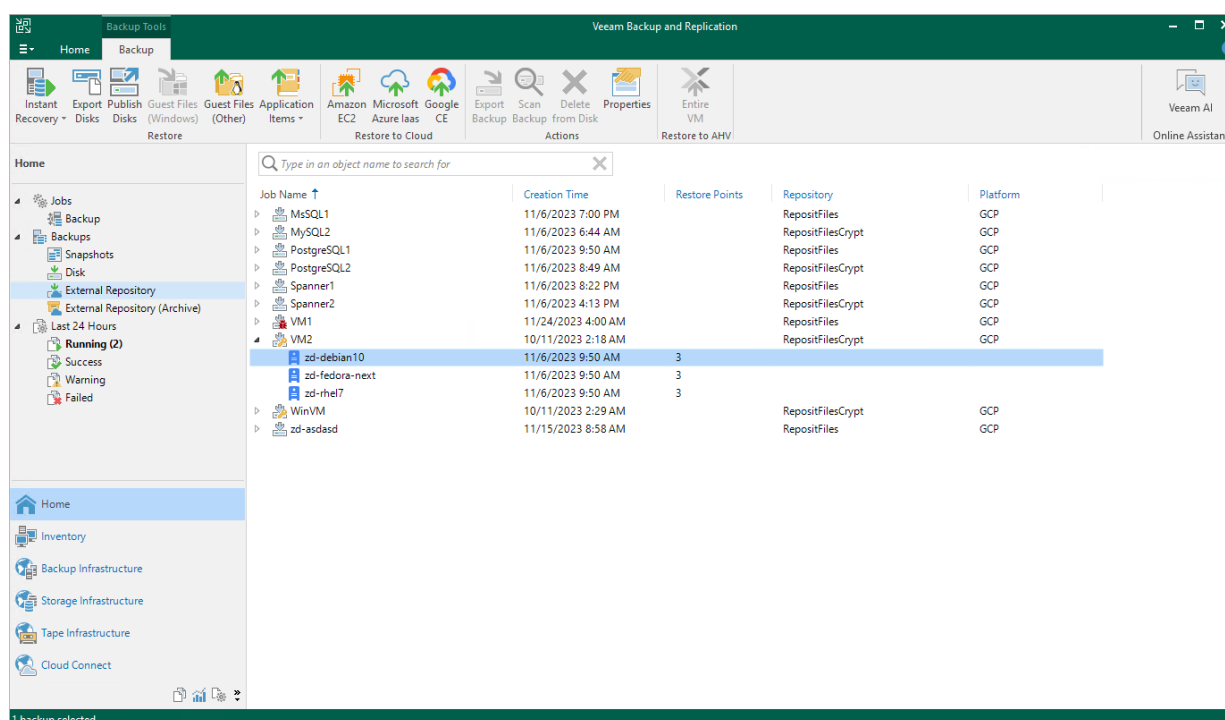 Backup Tools
Veeam Backup and Replication
Home Backup
Instant Recovery
Export Disks
Publish Disks
Guest Files (Windows)
Guest Files (Other)
Application Items
Amazon EC2
Microsoft Azure Iaas
Google CE
Export Backup
Scan Backup
Delete from Disk
Properties
Entire VM
Veeam AI
Restore
Restore to Cloud
Actions
Restore to AHV
Online Assistan
Home
Type in an object name to search for
Jobs
Backup
Backups
Snapshots
Disk
External Repository
External Repository (Archive)
Last 24 Hours
Running (2)
Success
Warning
Failed
Job Name Creation Time Restore Points Repository Platform
MsSQL1 11/6/2023 7:00 PM RepositFiles GCP
MySQL2 11/6/2023 6:44 AM RepositFilesCrypt GCP
PostgreSQL1 11/6/2023 9:50 AM RepositFiles GCP
PostgreSQL2 11/6/2023 8:49 AM RepositFilesCrypt GCP
Spanner1 11/6/2023 8:22 PM RepositFiles GCP
Spanner2 11/6/2023 4:13 PM RepositFilesCrypt GCP
VM1 11/24/2023 4:00 AM RepositFiles GCP
VM2 10/11/2023 2:18 AM RepositFilesCrypt GCP
zd-debian10 11/6/2023 9:50 AM 3
zd-fedora-next 11/6/2023 9:50 AM 3
zd-rhel7 11/6/2023 9:50 AM 3
WinVM 10/11/2023 2:29 AM RepositFilesCrypt GCP
zd-asdasd 11/15/2023 8:58 AM RepositFiles GCP
Home
Inventory
Backup Infrastructure
Storage Infrastructure
Tape Infrastructure
Cloud Connect
1 backup selected